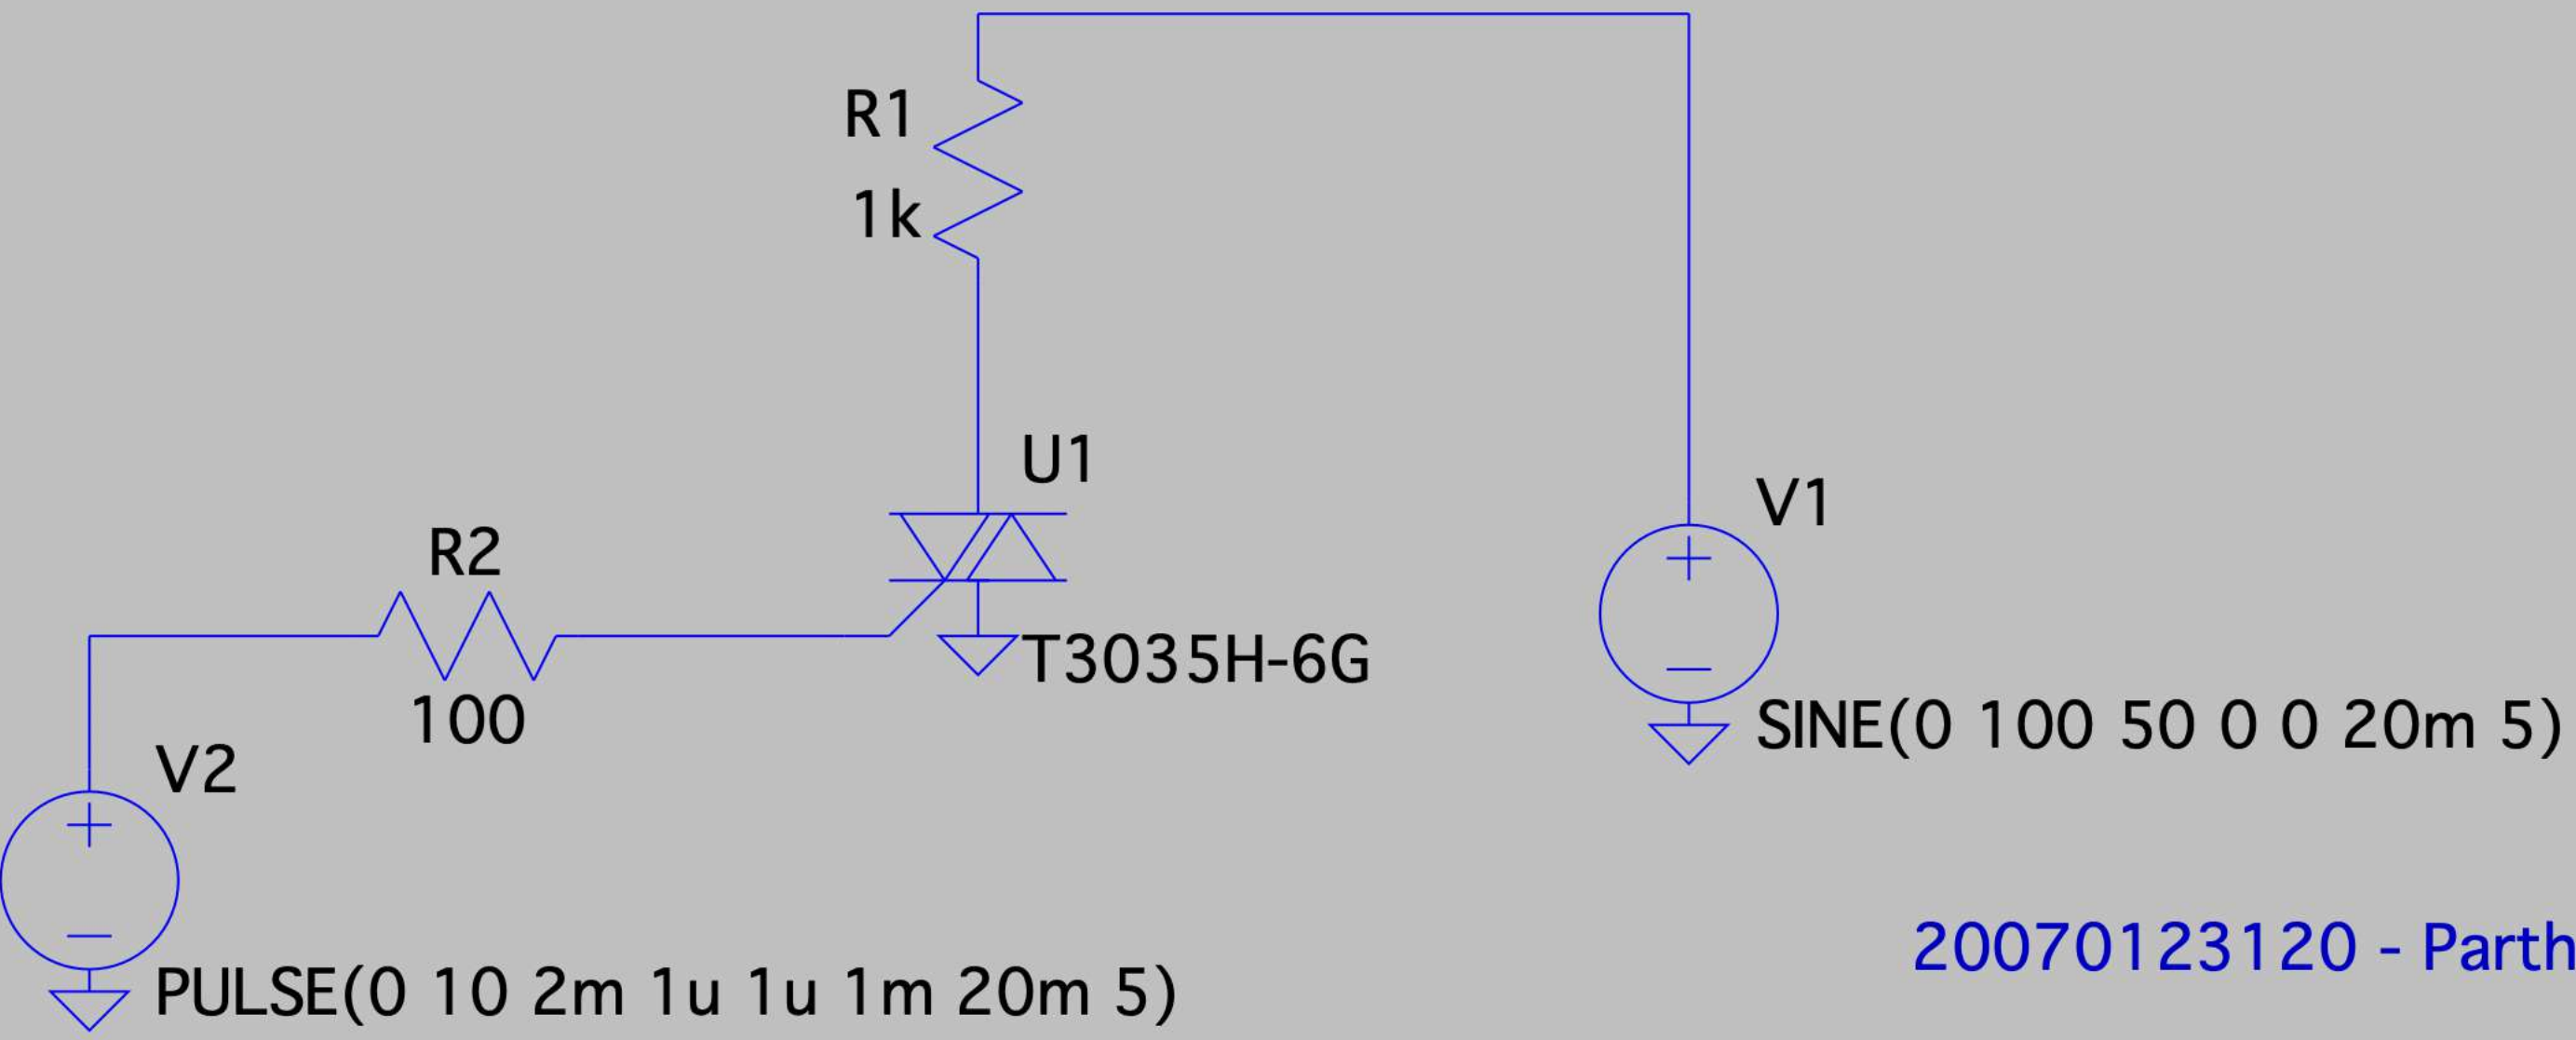 R1
1k
U1
V1
R2
T3035H-6G
100
SINE(0 100 50 0 0 20m 5)
V2
20070123120 - Parth
PULSE(0 10 2m 1u 1u 1m 20m 5)